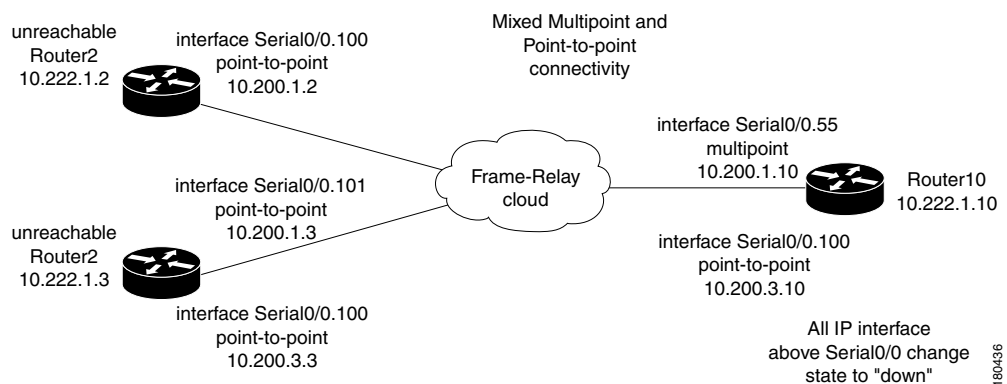 Mixed Multipoint and
Point-to-point
connectivity
unreachable
Router2
10.222.1.2
interface Serial0/0.100
point-to-point
10.200.1.2
interface Serial0/0.55
multipoint
10.200.1.10
Frame-Relay
cloud
Router10
10.222.1.10
interface Serial0/0.101
point-to-point
10.200.1.3
unreachable
Router2
10.222.1.3
interface Serial0/0.100
point-to-point
10.200.3.10
interface Serial0/0.100
point-to-point
10.200.3.3
All IP interface
above Serial0/0 change
state to "down"
180436